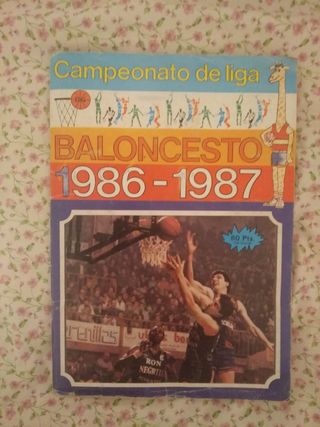 Campeonato de liga
BALONCESTO
1986-1987
60 Pts.
RON
NEGRITA